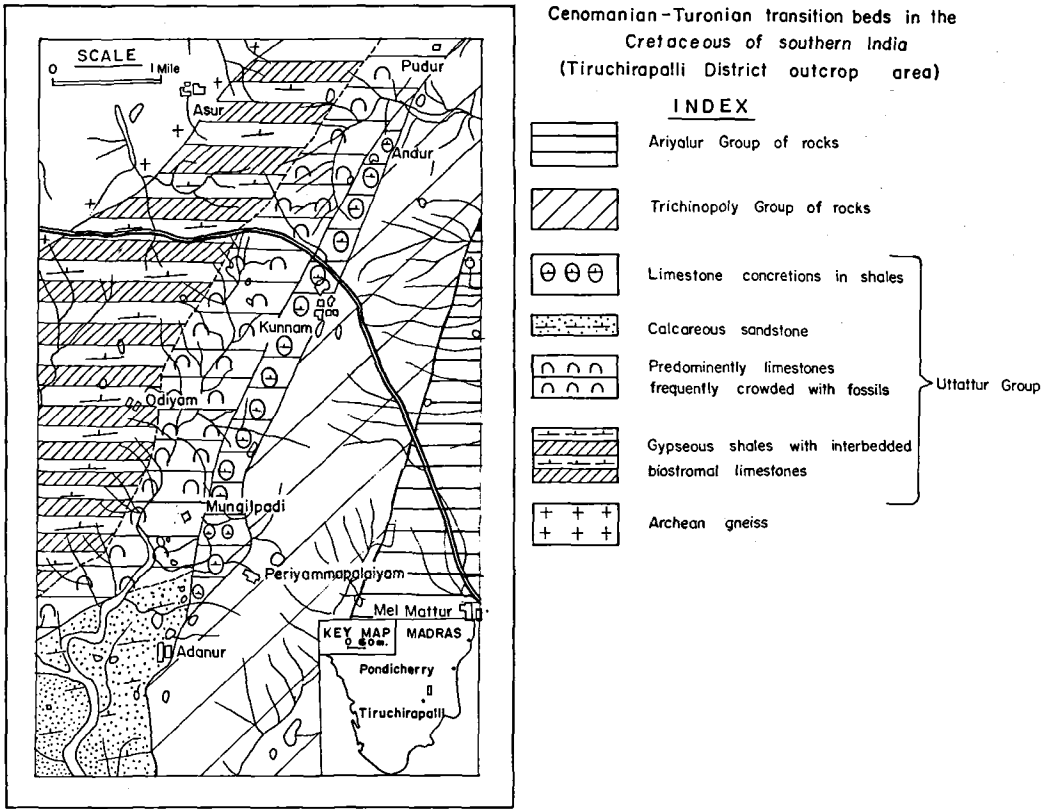 Cenomanian-Turonian transition beds in the
Cretaceous of southern India
(Tiruchirapalli District outcrop area)
INDEX
Ariyalur Group of rocks
Trichinopoly Group of rocks
Limestone concretions in shales
Calcareous sandstone
Predominently limestones
frequently crowded with fossils
Gypseous shales with interbedded
biostromal limestones
Archean gneiss
Uttattur Group
SCALE
0 1 Mile
Pudur
Asur
Andur
Kunnam
Odiyam
Mungilpadi
Periyammapalaiyam
Mel Mattur
Adanur
KEY MAP
MADRAS
Pondicherry
Tiruchirapalli